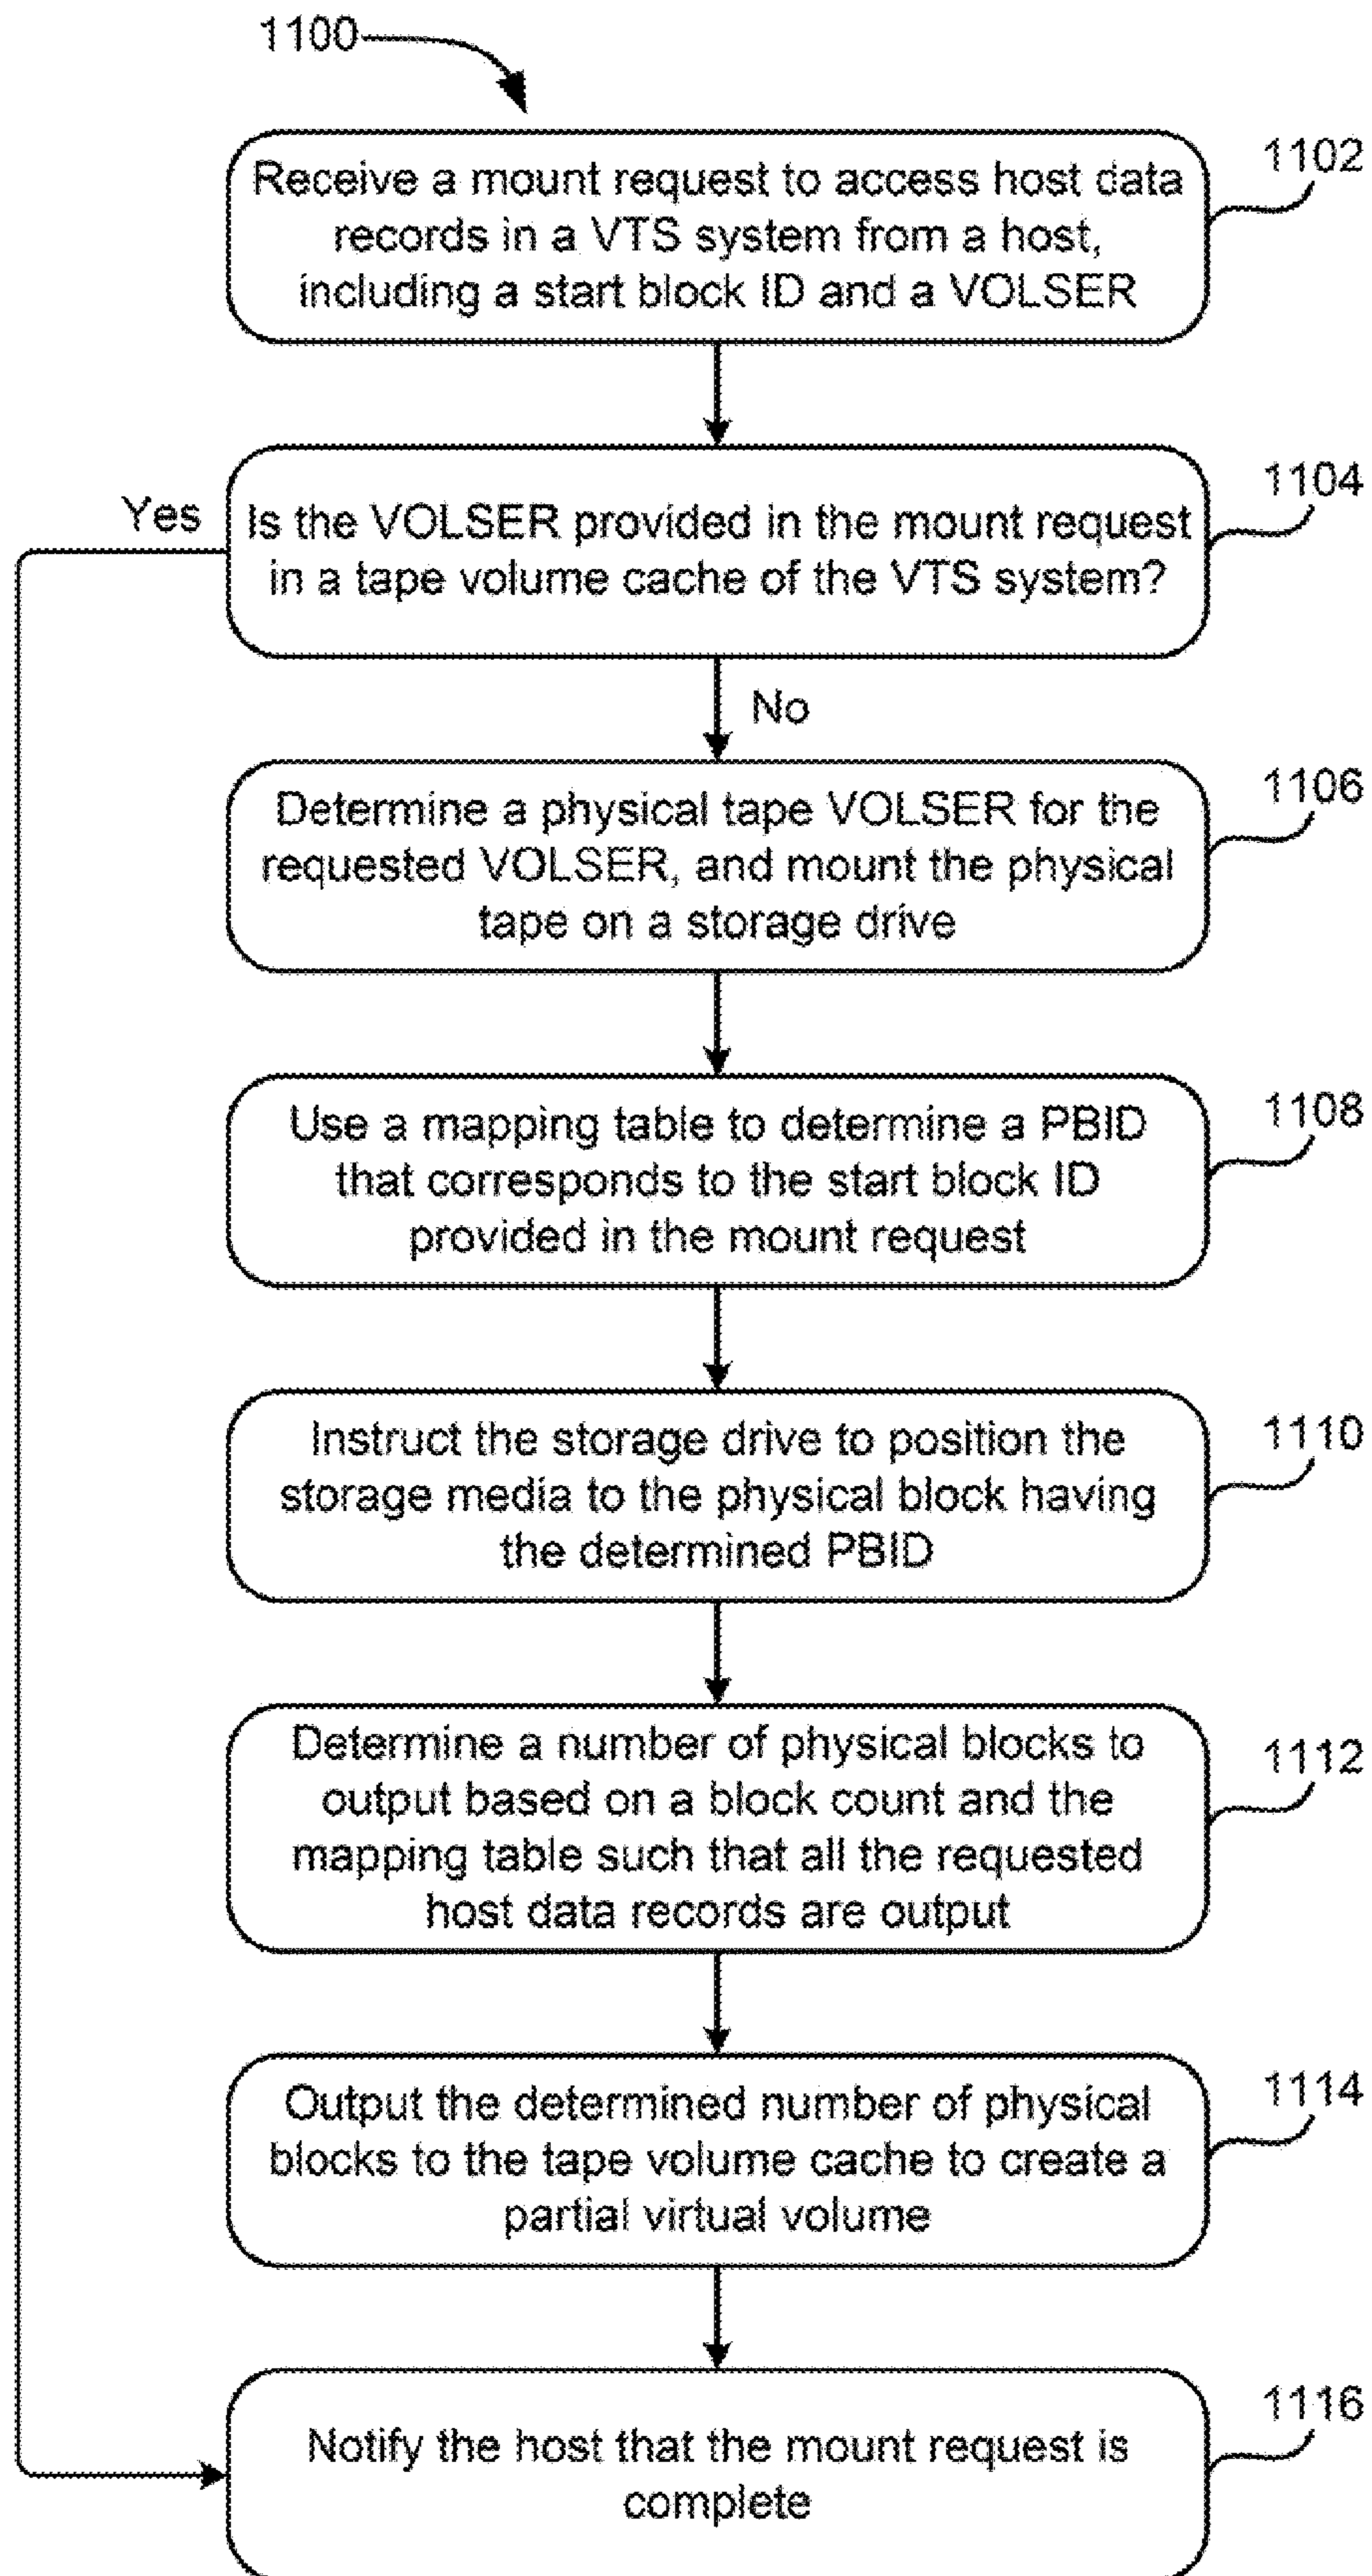 1100
Receive a mount request to access host data
records in a VTS system from a host,
including a start block ID and a VOLSER
1102
Is the VOLSER provided in the mount request
in a tape volume cache of the VTS system?
1104
Yes
No
Determine a physical tape VOLSER for the
requested VOLSER, and mount the physical
tape on a storage drive
1106
Use a mapping table to determine a PBID
that corresponds to the start block ID
provided in the mount request
1108
Instruct the storage drive to position the
storage media to the physical block having
the determined PBID
1110
Determine a number of physical blocks to
output based on a block count and the
mapping table such that all the requested
host data records are output
1112
Output the determined number of physical
blocks to the tape volume cache to create a
partial virtual volume
1114
Notify the host that the mount request is
complete
1116